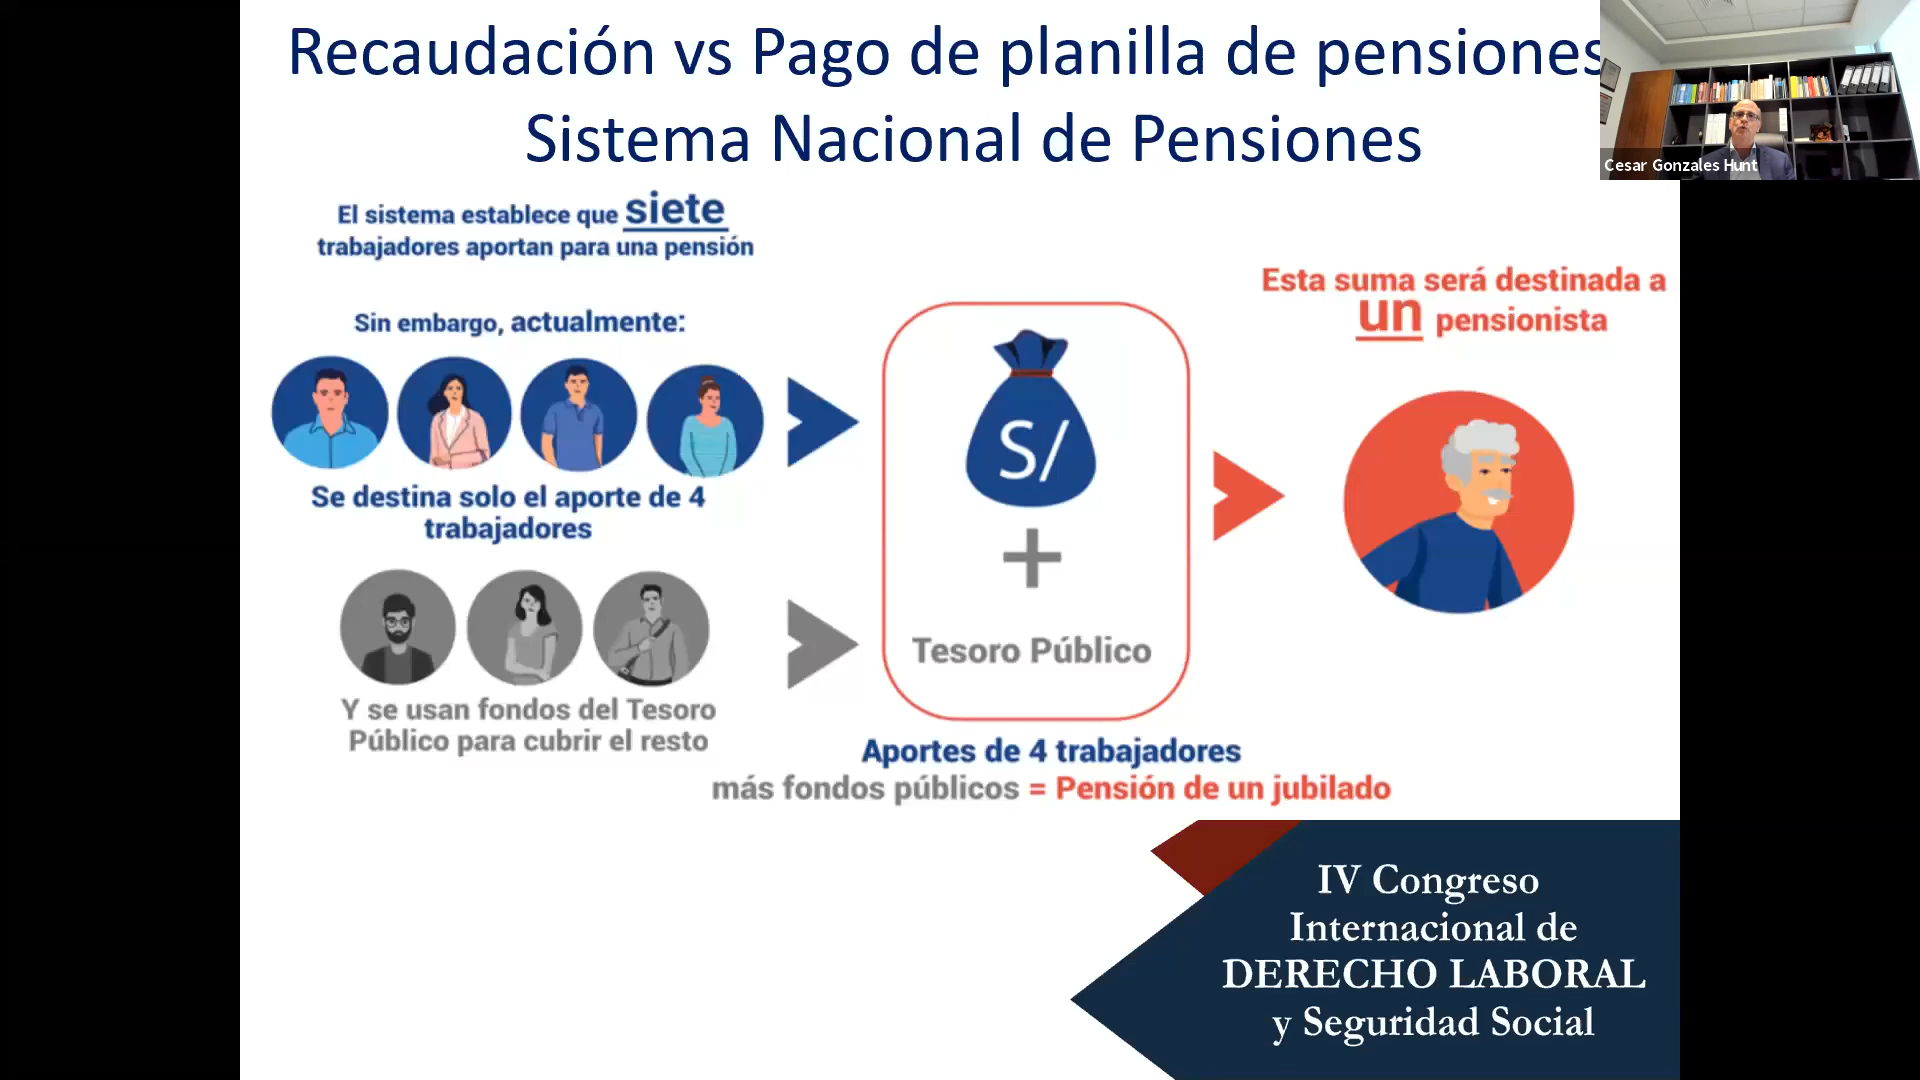 Recaudación vs Pago de planilla de pensiones
Sistema Nacional de Pensiones
Cesar Gonzales Hunt
El sistema establece que siete
trabajadores aportan para una pensión
Sin embargo, actualmente:
Se destina solo el aporte de 4
trabajadores
Y se usan fondos del Tesoro
Público para cubrir el resto
S/
+
Tesoro Público
Aportes de 4 trabajadores
más fondos públicos = Pensión de un jubilado
Esta suma será destinada a
un pensionista
IV Congreso
Internacional de
DERECHO LABORAL
y Seguridad Social